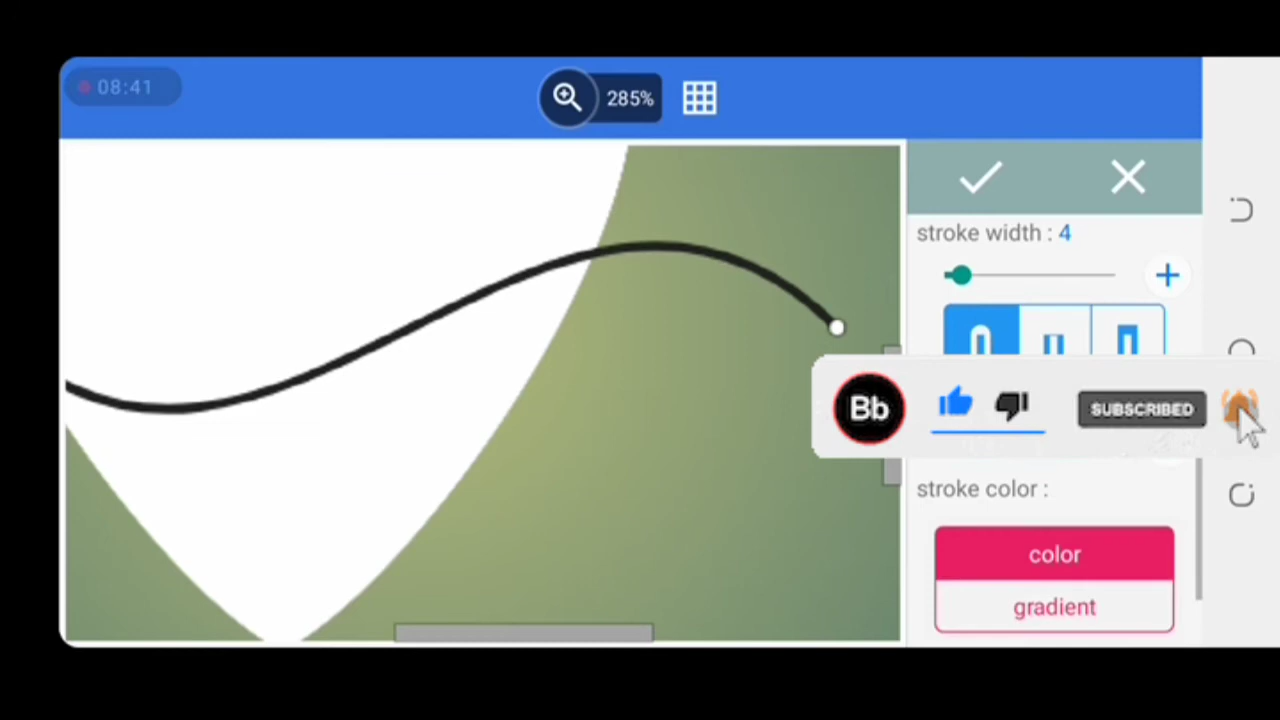 08:41
285%
stroke width : 4
Bb
SUBSCRIBED
stroke color :
color
gradient